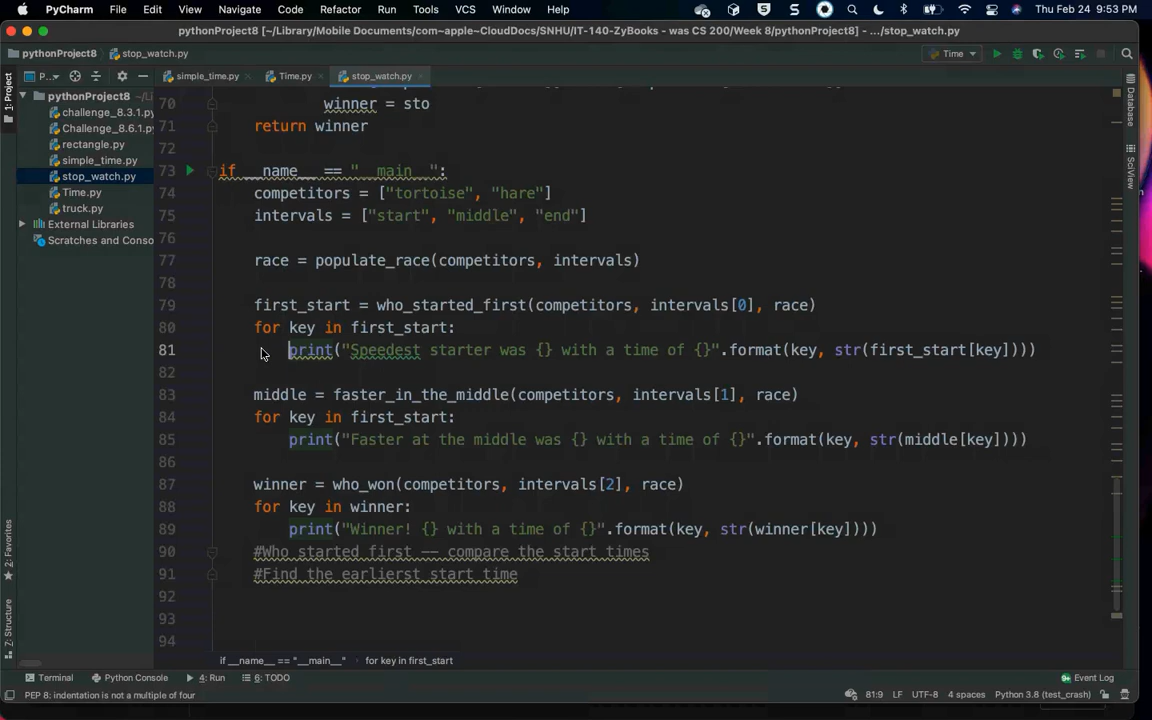 PyCharm File Edit View Navigate Code Refactor Run Tools VCS Window Help Thu Feb 24 9:53 PM
pythonProject8 [~/Library/Mobile Documents/com~apple~CloudDocs/SNHU/IT-140-ZyBooks - was CS 200/Week 8/pythonProject8] - .../stop_watch.py
pythonProject8 stop_watch.py Time
P... simple_time.py Time.py stop_watch.py
1: Project
pythonProject8 ~/Li
challenge_8.3.1.py
Challenge_8.6.1.py
rectangle.py
simple_time.py
stop_watch.py
Time.py
truck.py
External Libraries
Scratches and Conso
2: Favorites
7: Structure
Database
SciView
70 winner = sto
71 return winner
72
73 if __name__ == "__main__":
74 competitors = ["tortoise", "hare"]
75 intervals = ["start", "middle", "end"]
76
77 race = populate_race(competitors, intervals)
78
79 first_start = who_started_first(competitors, intervals[0], race)
80 for key in first_start:
81 print("Speedest starter was {} with a time of {}".format(key, str(first_start[key])))
82
83 middle = faster_in_the_middle(competitors, intervals[1], race)
84 for key in first_start:
85 print("Faster at the middle was {} with a time of {}".format(key, str(middle[key])))
86
87 winner = who_won(competitors, intervals[2], race)
88 for key in winner:
89 print("Winner! {} with a time of {}".format(key, str(winner[key])))
90 #Who started first -- compare the start times
91 #Find the earlierst start time
92
93
94
if __name__ == "__main__" for key in first_start
Terminal Python Console 4: Run 6: TODO Event Log
PEP 8: indentation is not a multiple of four 81:9 LF UTF-8 4 spaces Python 3.8 (test_crash)